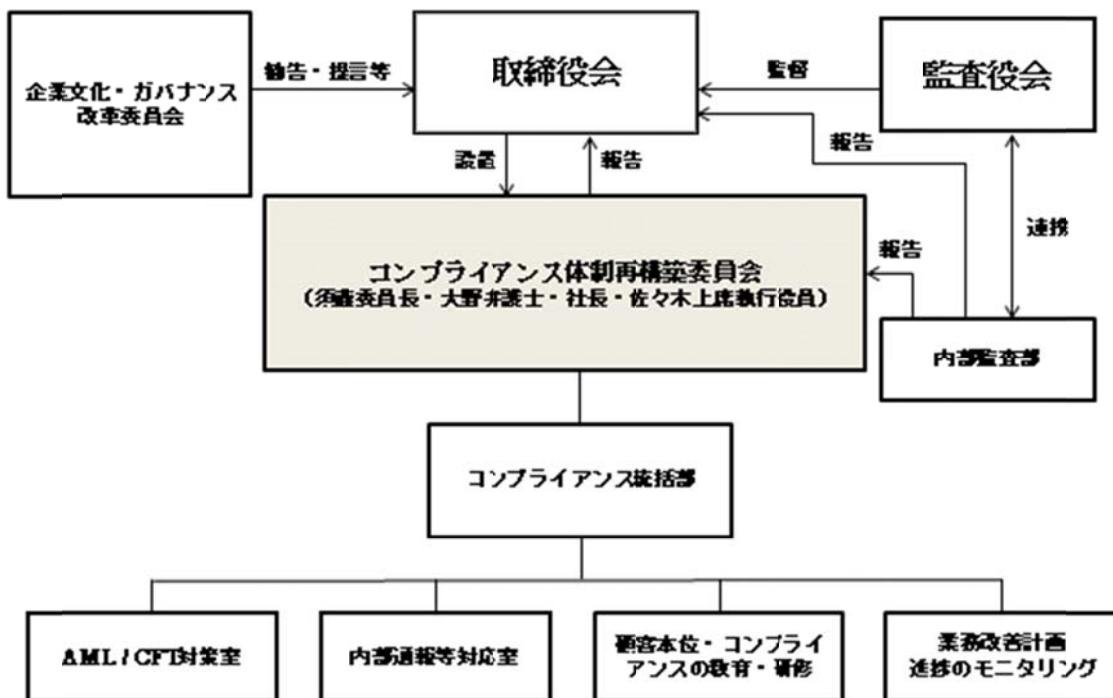 企業文化・ガバナンス
改革委員会
勧告・提言等
取締役会
監督
監査役会
設置
報告
報告
連携
報告
コンプライアンス体制再構築委員会
(須藤委員長・大野弁護士・社長・佐々木上席執行役員)
内部監査部
コンプライアンス統括部
AML/CFT対策室
内部通報等対応室
顧客本位・コンプライ
アンスの教育・研修
業務改善計画
進捗のモニタリング